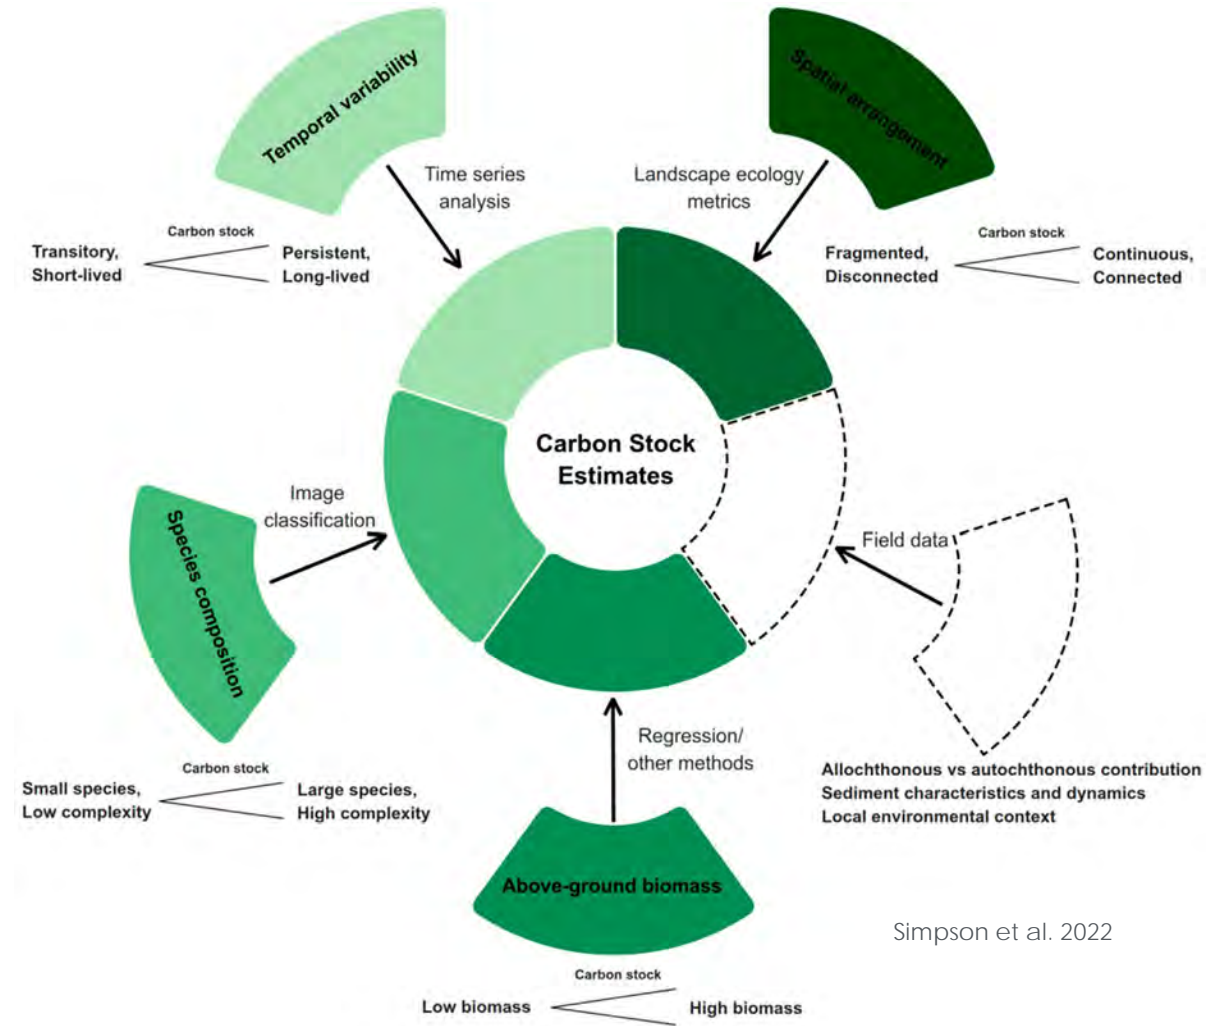 Temporal variability
Spatial arrangement
Time series
analysis
Landscape ecology
metrics
Carbon stock
Transitory,
Short-lived
Persistent,
Long-lived
Carbon stock
Fragmented,
Disconnected
Continuous,
Connected
Carbon Stock
Estimates
Image
classification
Species composition
Field data
Carbon stock
Small species,
Low complexity
Large species,
High complexity
Regression/
other methods
Allochthonous vs autochthonous contribution
Sediment characteristics and dynamics
Local environmental context
Above-ground biomass
Simpson et al. 2022
Carbon stock
Low biomass
High biomass